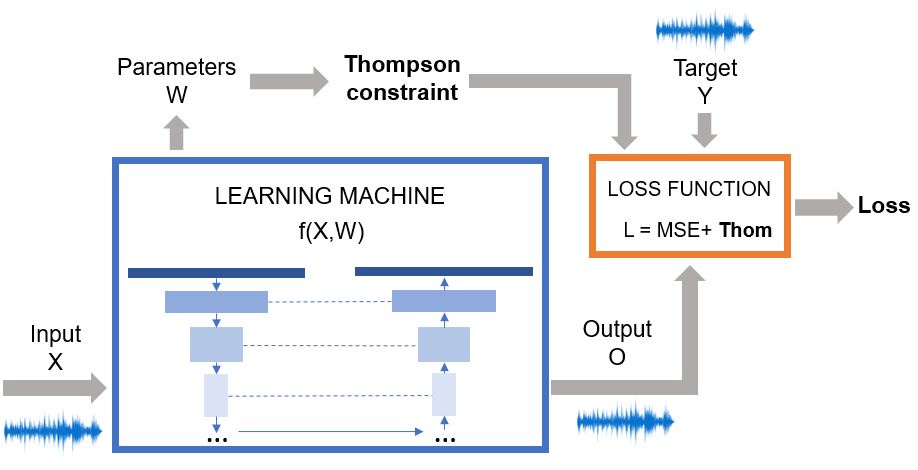 Parameters
W
Thompson
constraint
Target
Y
LEARNING MACHINE
f(X,W)
LOSS FUNCTION
L = MSE+ Thom
Loss
Input
X
Output
O
...
...